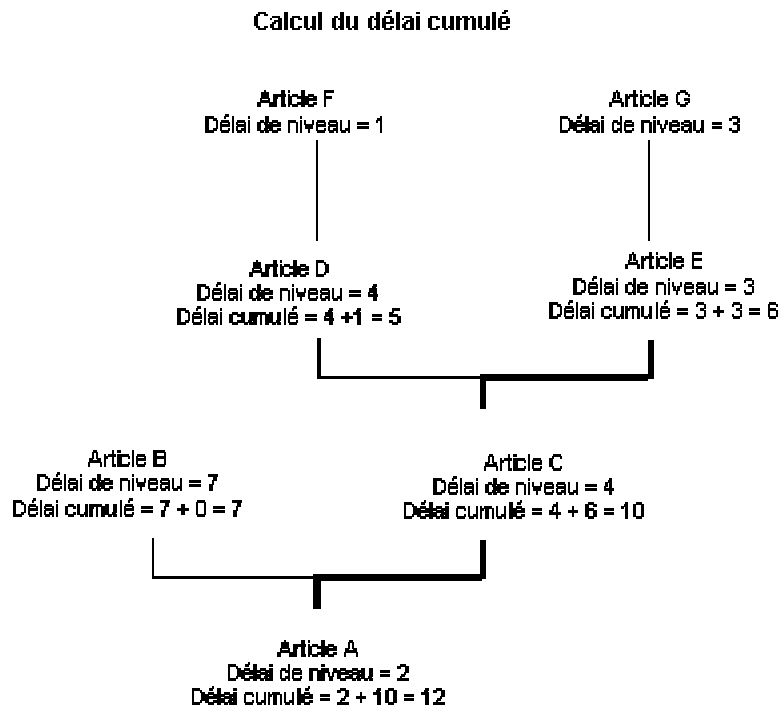 Calcul du délai cumulé
Article F
Délai de niveau = 1
Article G
Délai de niveau = 3
Article D
Délai de niveau = 4
Délai cumulé = 4 +1 = 5
Article E
Délai de niveau = 3
Délai cumulé = 3 + 3 = 6
Article B
Délai de niveau = 7
Délai cumulé = 7 + 0 = 7
Article C
Délai de niveau = 4
Délai cumulé = 4 + 6 = 10
Article A
Délai de niveau = 2
Délai cumulé = 2 + 10 = 12